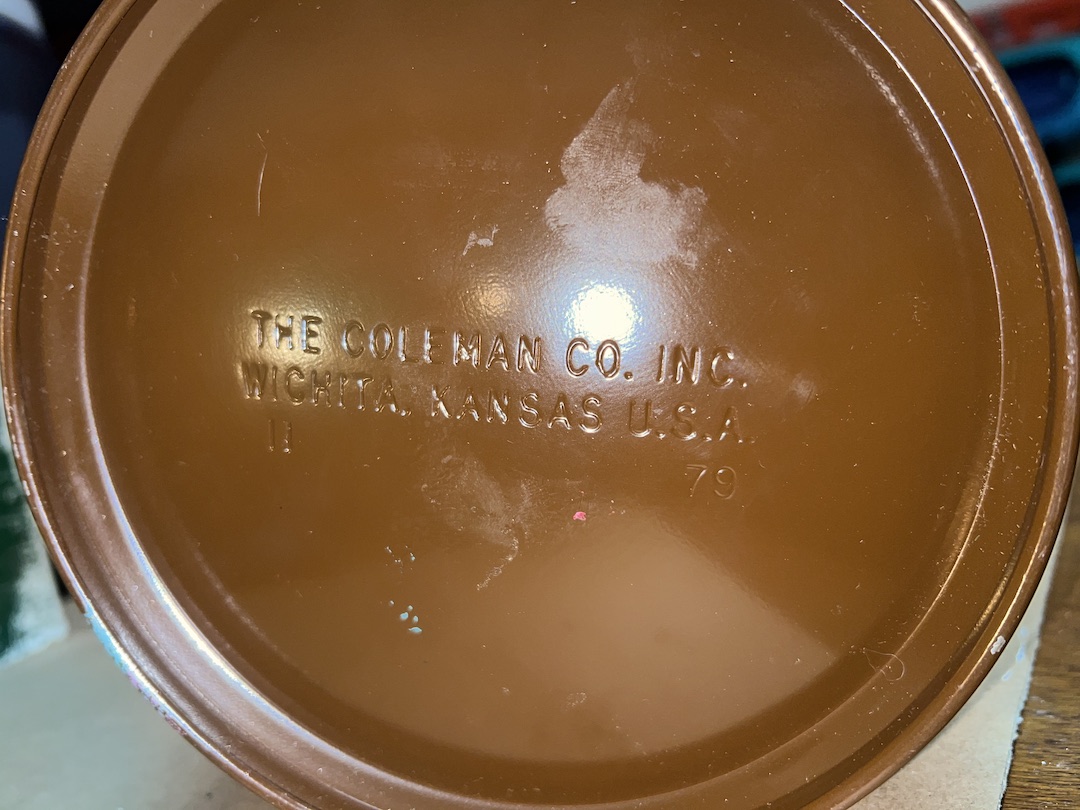 THE COLEMAN CO. INC.
WICHITA, KANSAS U.S.A.
11 79